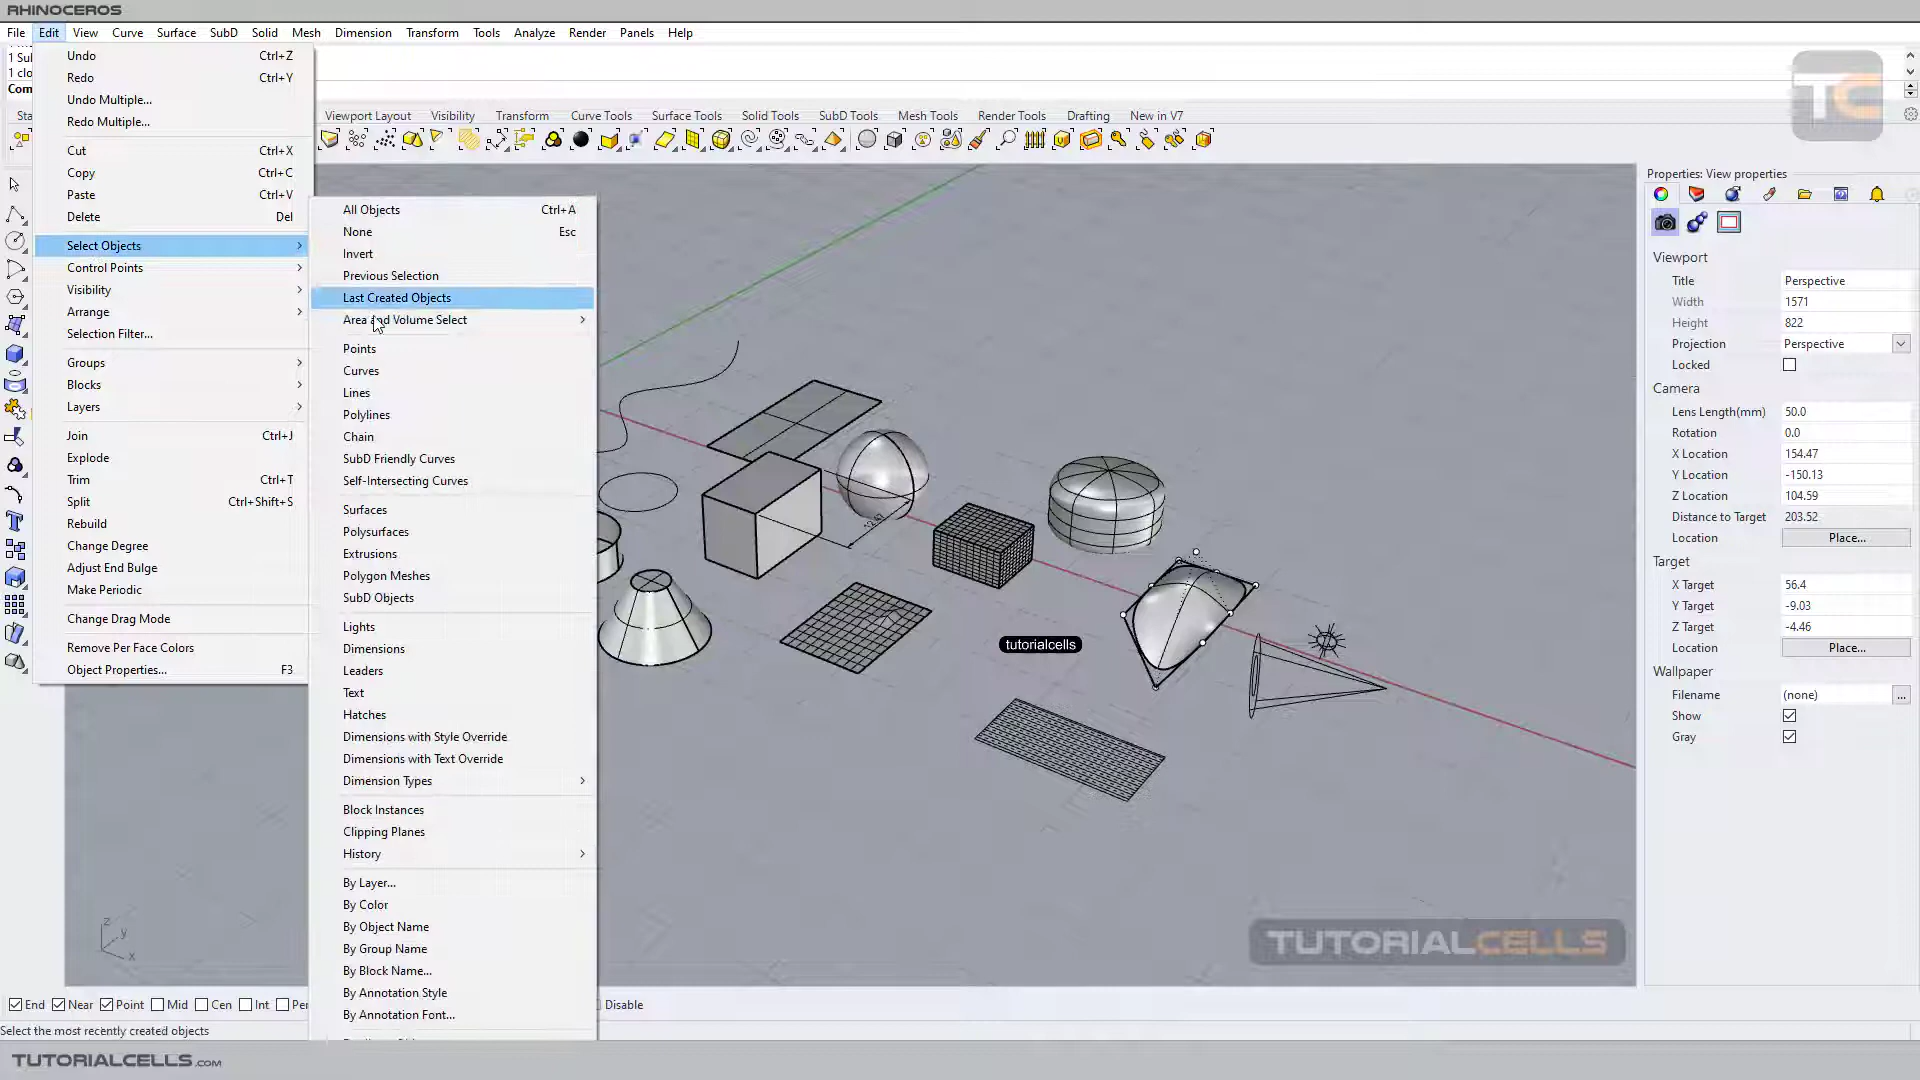 RHINOCEROS
File Edit View Curve Surface SubD Solid Mesh Dimension Transform Tools Analyze Render Panels Help
Undo Ctrl+Z
Redo Ctrl+Y
Undo Multiple...
Redo Multiple...
Cut Ctrl+X
Copy Ctrl+C
Paste Ctrl+V
Delete Del
Select Objects
Control Points
Visibility
Arrange
Selection Filter...
Groups
Blocks
Layers
Join Ctrl+J
Explode
Trim Ctrl+T
Split Ctrl+Shift+S
Rebuild
Change Degree
Adjust End Bulge
Make Periodic
Change Drag Mode
Remove Per Face Colors
Object Properties... F3
Viewport Layout Visibility Transform Curve Tools Surface Tools Solid Tools SubD Tools Mesh Tools Render Tools Drafting New in V7
TC
All Objects Ctrl+A
None Esc
Invert
Previous Selection
Last Created Objects
Area and Volume Select
Points
Curves
Lines
Polylines
Chain
SubD Friendly Curves
Self-Intersecting Curves
Surfaces
Polysurfaces
Extrusions
Polygon Meshes
SubD Objects
Lights
Dimensions
Leaders
Text
Hatches
Dimensions with Style Override
Dimensions with Text Override
Dimension Types
Block Instances
Clipping Planes
History
By Layer...
By Color
By Object Name
By Group Name
By Block Name...
By Annotation Style
By Annotation Font...
tutorialcells
TUTORIALCELLS
z
y
x
Properties: View properties
Viewport
Title Perspective
Width 1571
Height 822
Projection Perspective
Locked
Camera
Lens Length(mm) 50.0
Rotation 0.0
X Location 154.47
Y Location -150.13
Z Location 104.59
Distance to Target 203.52
Location Place...
Target
X Target 56.4
Y Target -9.03
Z Target -4.46
Location Place...
Wallpaper
Filename (none) ...
Show
Gray
End Near Point Mid Cen Int Per Disable
Select the most recently created objects
TUTORIALCELLS.COM